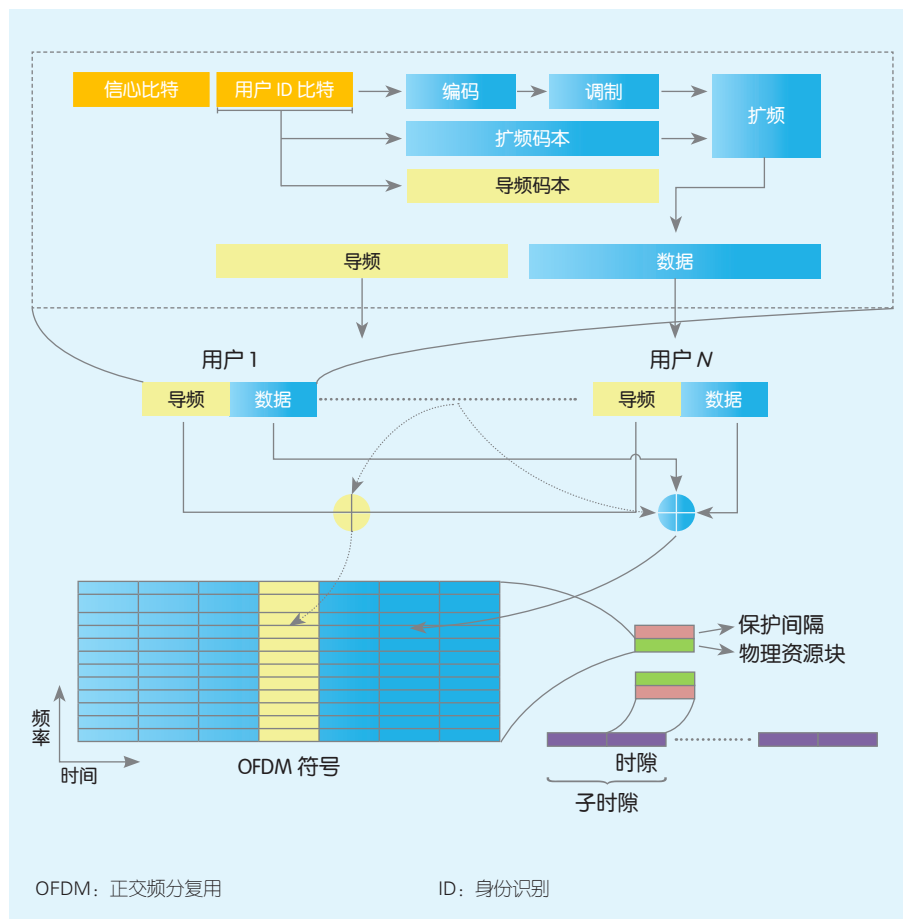 信心比特 用户 ID 比特 编码 调制 扩频
扩频码本
导频码本
导频 数据
用户 1 用户 N
导频 数据 导频 数据
保护间隔
物理资源块
频率
时间
OFDM 符号
时隙
子时隙
OFDM：正交频分复用 ID：身份识别